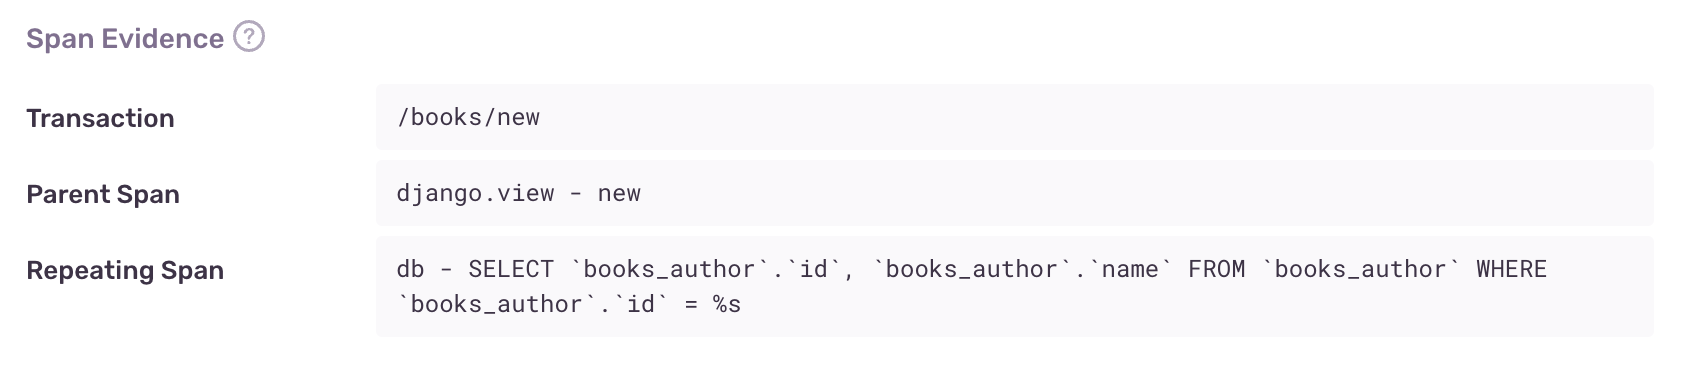 Span Evidence ?
Transaction
/books/new
Parent Span
django.view - new
Repeating Span
db - SELECT `books_author`.`id`, `books_author`.`name` FROM `books_author` WHERE
`books_author`.`id` = %s